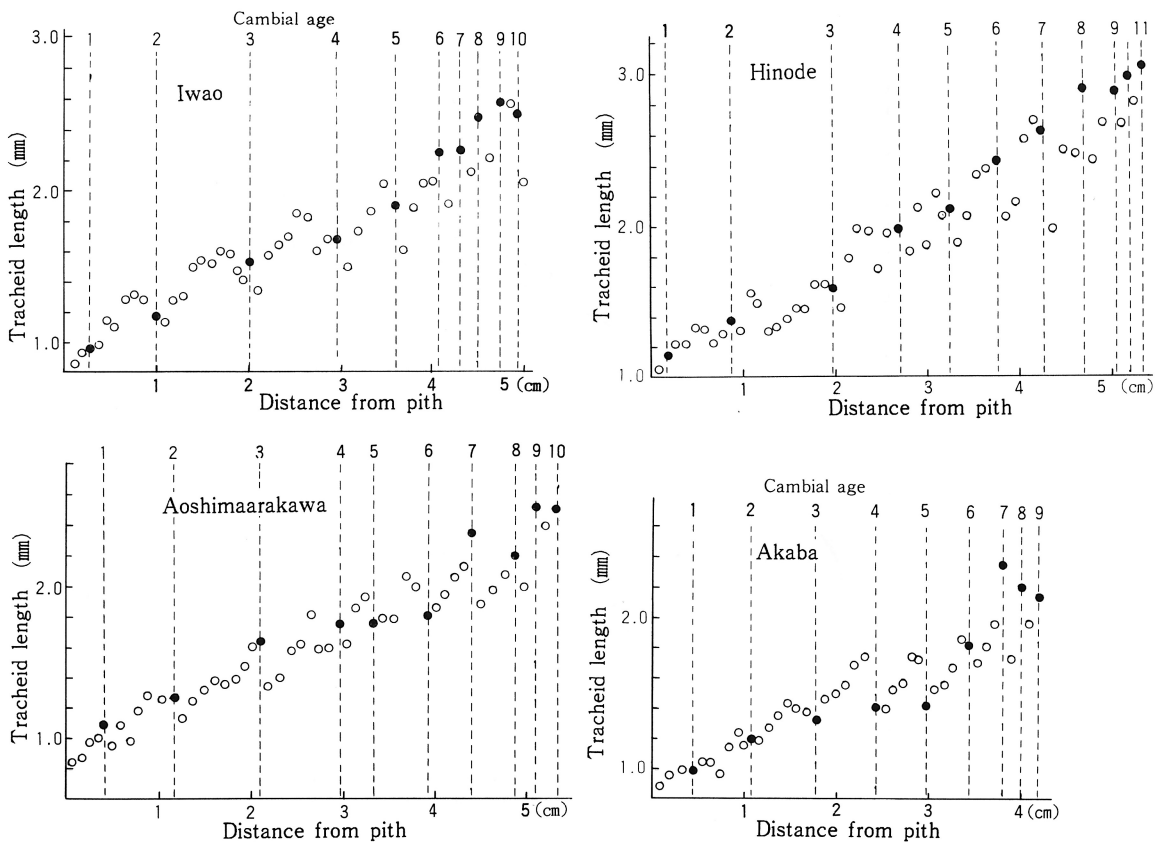 Cambial age
1 2 3 4 5 6 7 8 9 10
Iwao
3.0
2.0
1.0
Tracheid length (mm)
1 2 3 4 5 (cm)
Distance from pith
1 2 3 4 5 6 7 8 9 11
Hinode
3.0
2.0
1.0
Tracheid length (mm)
1 2 3 4 5 (cm)
Distance from pith
1 2 3 4 5 6 7 8 9 10
Aoshimaarakawa
2.0
1.0
Tracheid length (mm)
1 2 3 4 5 (cm)
Distance from pith
Cambial age
1 2 3 4 5 6 7 8 9
Akaba
2.0
1.0
Tracheid length (mm)
1 2 3 4 (cm)
Distance from pith